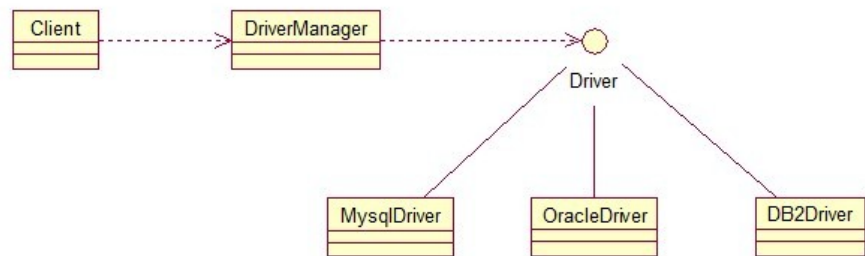 Client
DriverManager
Driver
MysqlDriver
OracleDriver
DB2Driver